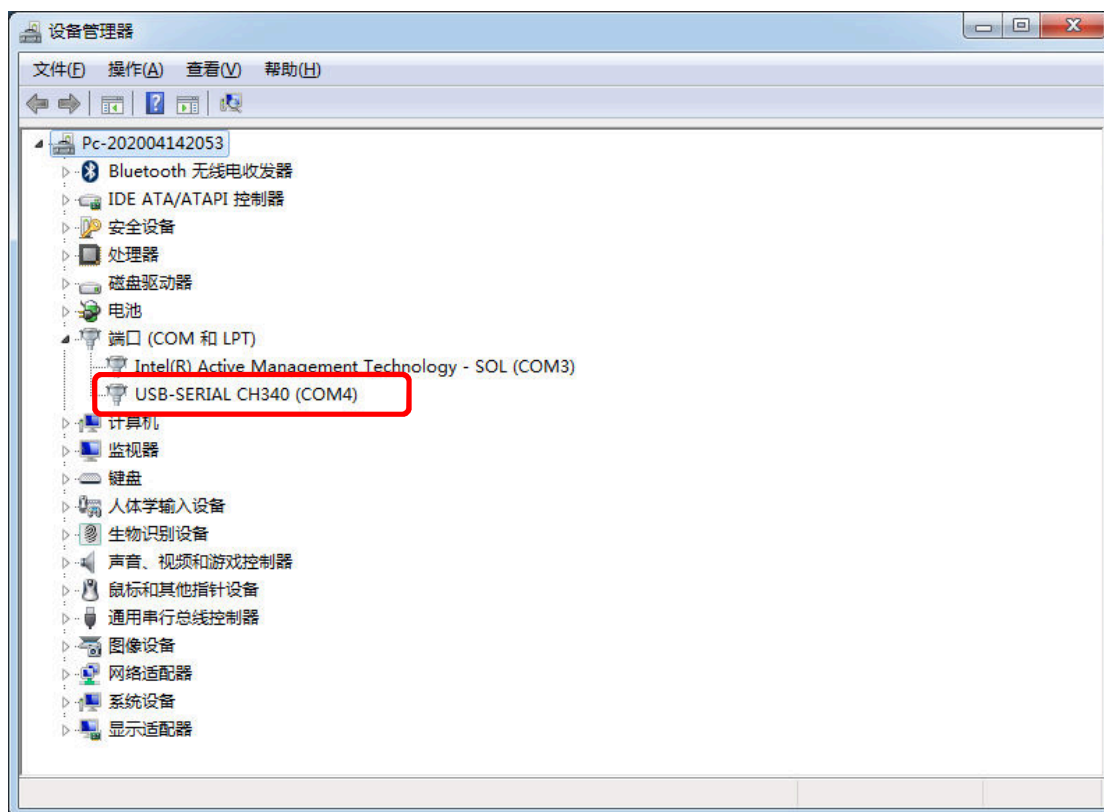 设备管理器
文件(F) 操作(A) 查看(V) 帮助(H)
Pc-202004142053
Bluetooth 无线电收发器
IDE ATA/ATAPI 控制器
安全设备
处理器
磁盘驱动器
电池
端口 (COM 和 LPT)
Intel(R) Active Management Technology - SOL (COM3)
USB-SERIAL CH340 (COM4)
计算机
监视器
键盘
人体学输入设备
生物识别设备
声音、视频和游戏控制器
鼠标和其他指针设备
通用串行总线控制器
图像设备
网络适配器
系统设备
显示适配器